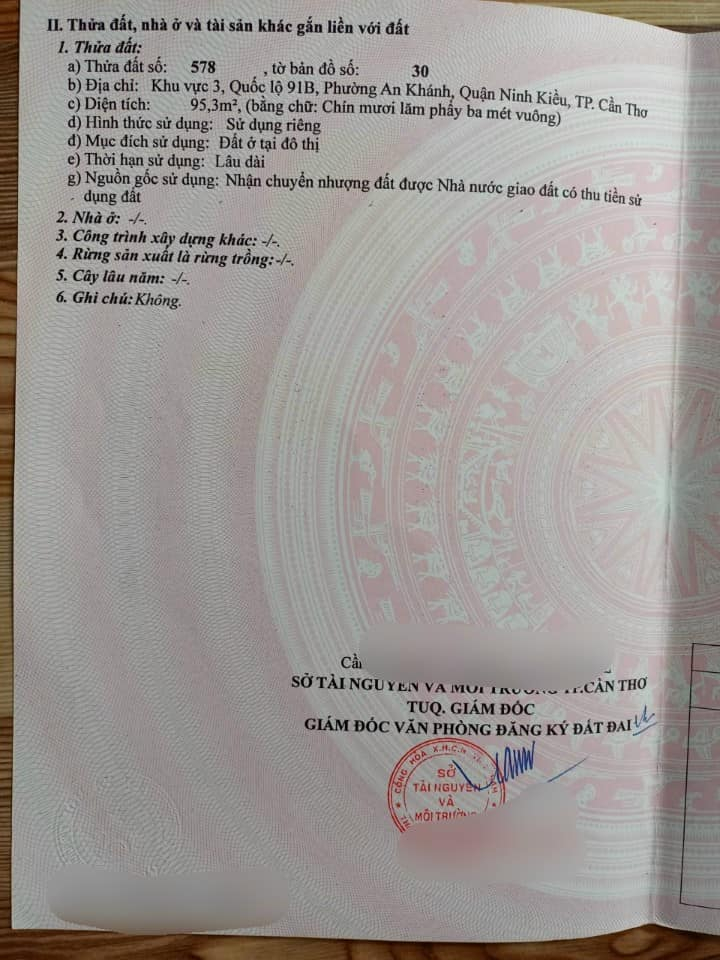 II. Thửa đất, nhà ở và tài sản khác gắn liền với đất
1. Thửa đất:
a) Thửa đất số: 578 , tờ bản đồ số: 30
b) Địa chỉ: Khu vực 3, Quốc lộ 91B, Phường An Khánh, Quận Ninh Kiều, TP. Cần Thơ
c) Diện tích: 95,3m², (bằng chữ: Chín mươi lăm phẩy ba mét vuông)
d) Hình thức sử dụng: Sử dụng riêng
đ) Mục đích sử dụng: Đất ở tại đô thị
e) Thời hạn sử dụng: Lâu dài
g) Nguồn gốc sử dụng: Nhận chuyển nhượng đất được Nhà nước giao đất có thu tiền sử
dụng đất
2. Nhà ở: -/-.
3. Công trình xây dựng khác: -/-.
4. Rừng sản xuất là rừng trồng:-/-.
5. Cây lâu năm: -/-.
6. Ghi chú: Không.
SỞ TÀI NGUYÊN VÀ MÔI TRƯỜNG TP.CẦN THƠ
TUQ. GIÁM ĐỐC
GIÁM ĐỐC VĂN PHÒNG ĐĂNG KÝ ĐẤT ĐAI
CỘNG HÒA X.H.C.N
SỞ
TÀI NGUYÊN
VÀ
MÔI TRƯỜNG